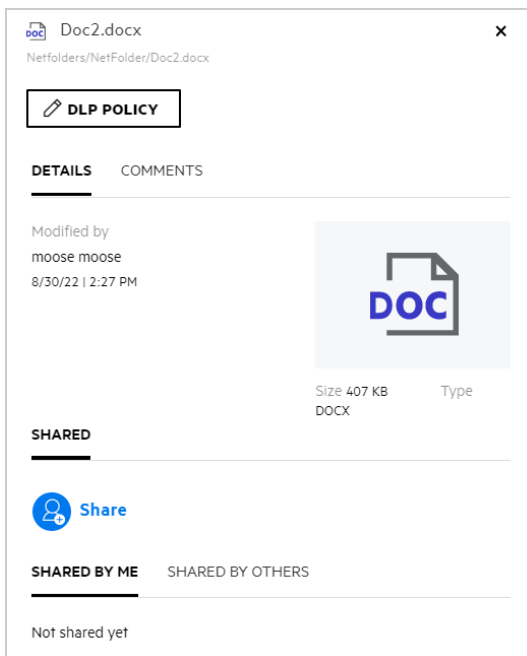 Doc2.docx
Netfolders/NetFolder/Doc2.docx
DLP POLICY
DETAILS COMMENTS
Modified by
moose moose
8/30/22 | 2:27 PM
DOC
Size 407 KB Type
DOCX
SHARED
Share
SHARED BY ME SHARED BY OTHERS
Not shared yet